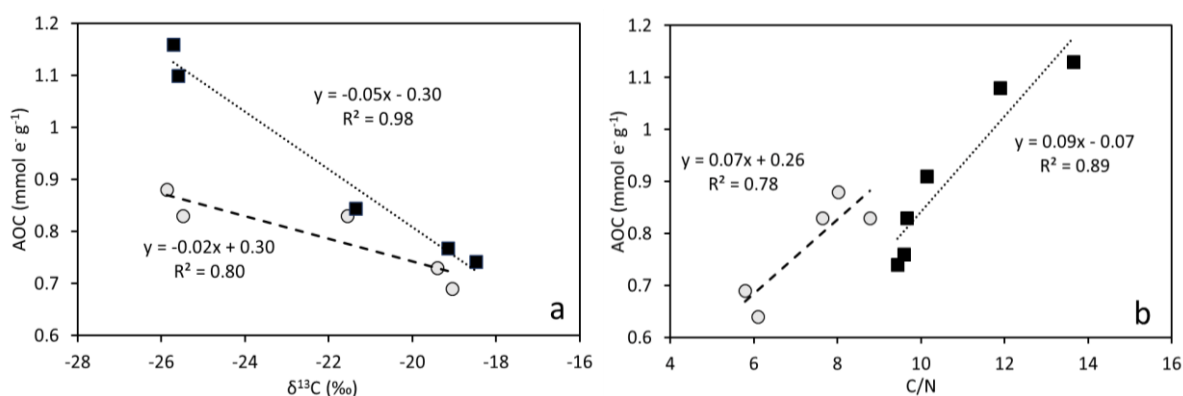 1.2
1.1
1
0.9
0.8
0.7
0.6
AOC (mmol e⁻ g⁻¹)
y = -0.05x - 0.30
R² = 0.98
y = -0.02x + 0.30
R² = 0.80
a
-28 -26 -24 -22 -20 -18 -16
δ¹³C (‰)
1.2
1.1
1
0.9
0.8
0.7
0.6
AOC (mmol e⁻ g⁻¹)
y = 0.07x + 0.26
R² = 0.78
y = 0.09x - 0.07
R² = 0.89
b
4 6 8 10 12 14 16
C/N